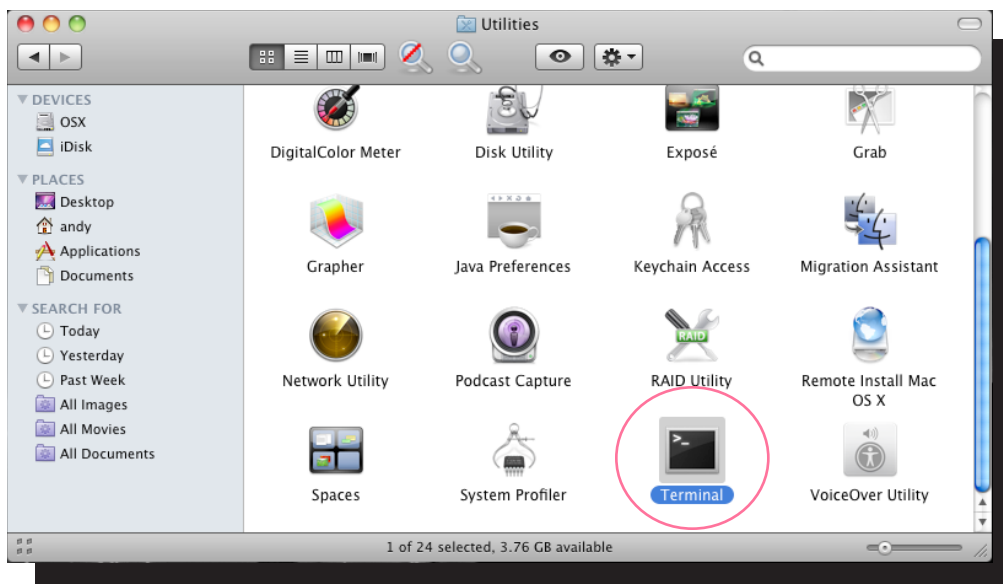 Utilities
DEVICES
OSX
iDisk
PLACES
Desktop
andy
Applications
Documents
SEARCH FOR
Today
Yesterday
Past Week
All Images
All Movies
All Documents
DigitalColor Meter
Disk Utility
Exposé
Grab
Grapher
Java Preferences
Keychain Access
Migration Assistant
Network Utility
Podcast Capture
RAID
RAID Utility
Remote Install Mac
OS X
Spaces
System Profiler
>_
Terminal
VoiceOver Utility
1 of 24 selected, 3.76 GB available